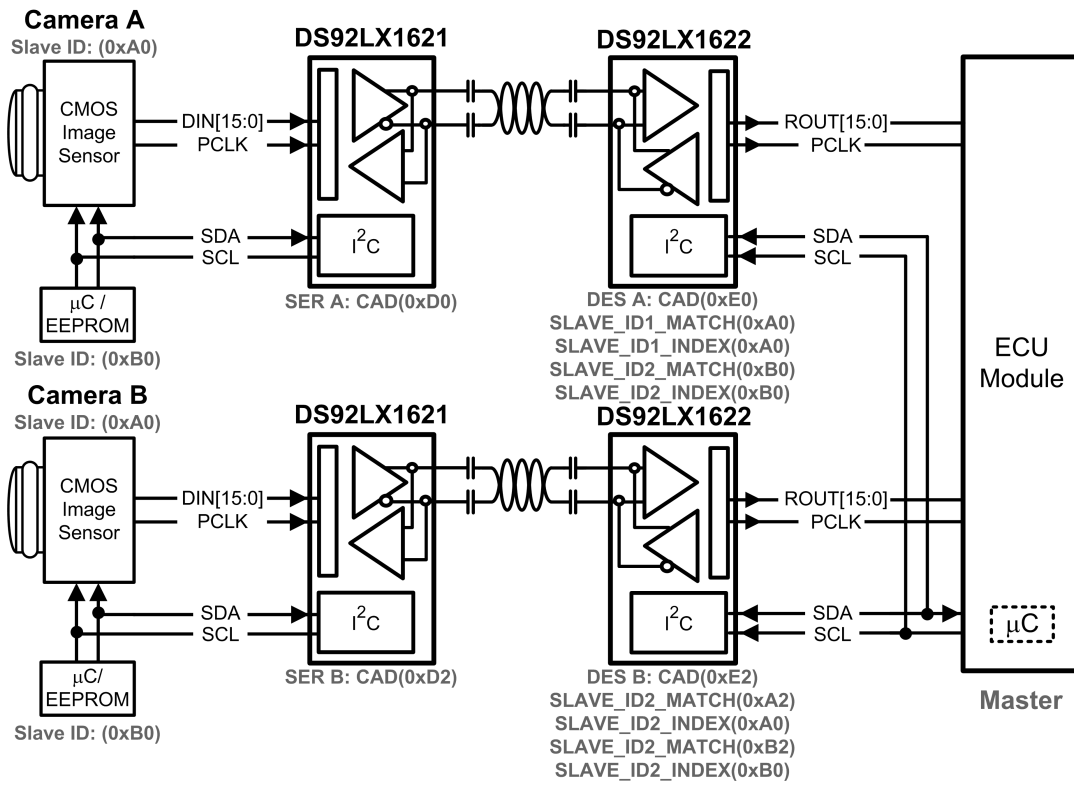 Camera A
Slave ID: (0xA0)
DS92LX1621
DS92LX1622
CMOS
Image
Sensor
DIN[15:0]
PCLK
ROUT[15:0]
PCLK
SDA
SCL
I²C
I²C
SDA
SCL
µC /
EEPROM
Slave ID: (0xB0)
SER A: CAD(0xD0)
DES A: CAD(0xE0)
SLAVE_ID1_MATCH(0xA0)
SLAVE_ID1_INDEX(0xA0)
SLAVE_ID2_MATCH(0xB0)
SLAVE_ID2_INDEX(0xB0)
ECU
Module
Camera B
Slave ID: (0xA0)
DS92LX1621
DS92LX1622
CMOS
Image
Sensor
DIN[15:0]
PCLK
ROUT[15:0]
PCLK
SDA
SCL
I²C
I²C
SDA
SCL
µC
µC/
EEPROM
Slave ID: (0xB0)
SER B: CAD(0xD2)
DES B: CAD(0xE2)
SLAVE_ID2_MATCH(0xA2)
SLAVE_ID2_INDEX(0xA0)
SLAVE_ID2_MATCH(0xB2)
SLAVE_ID2_INDEX(0xB0)
Master